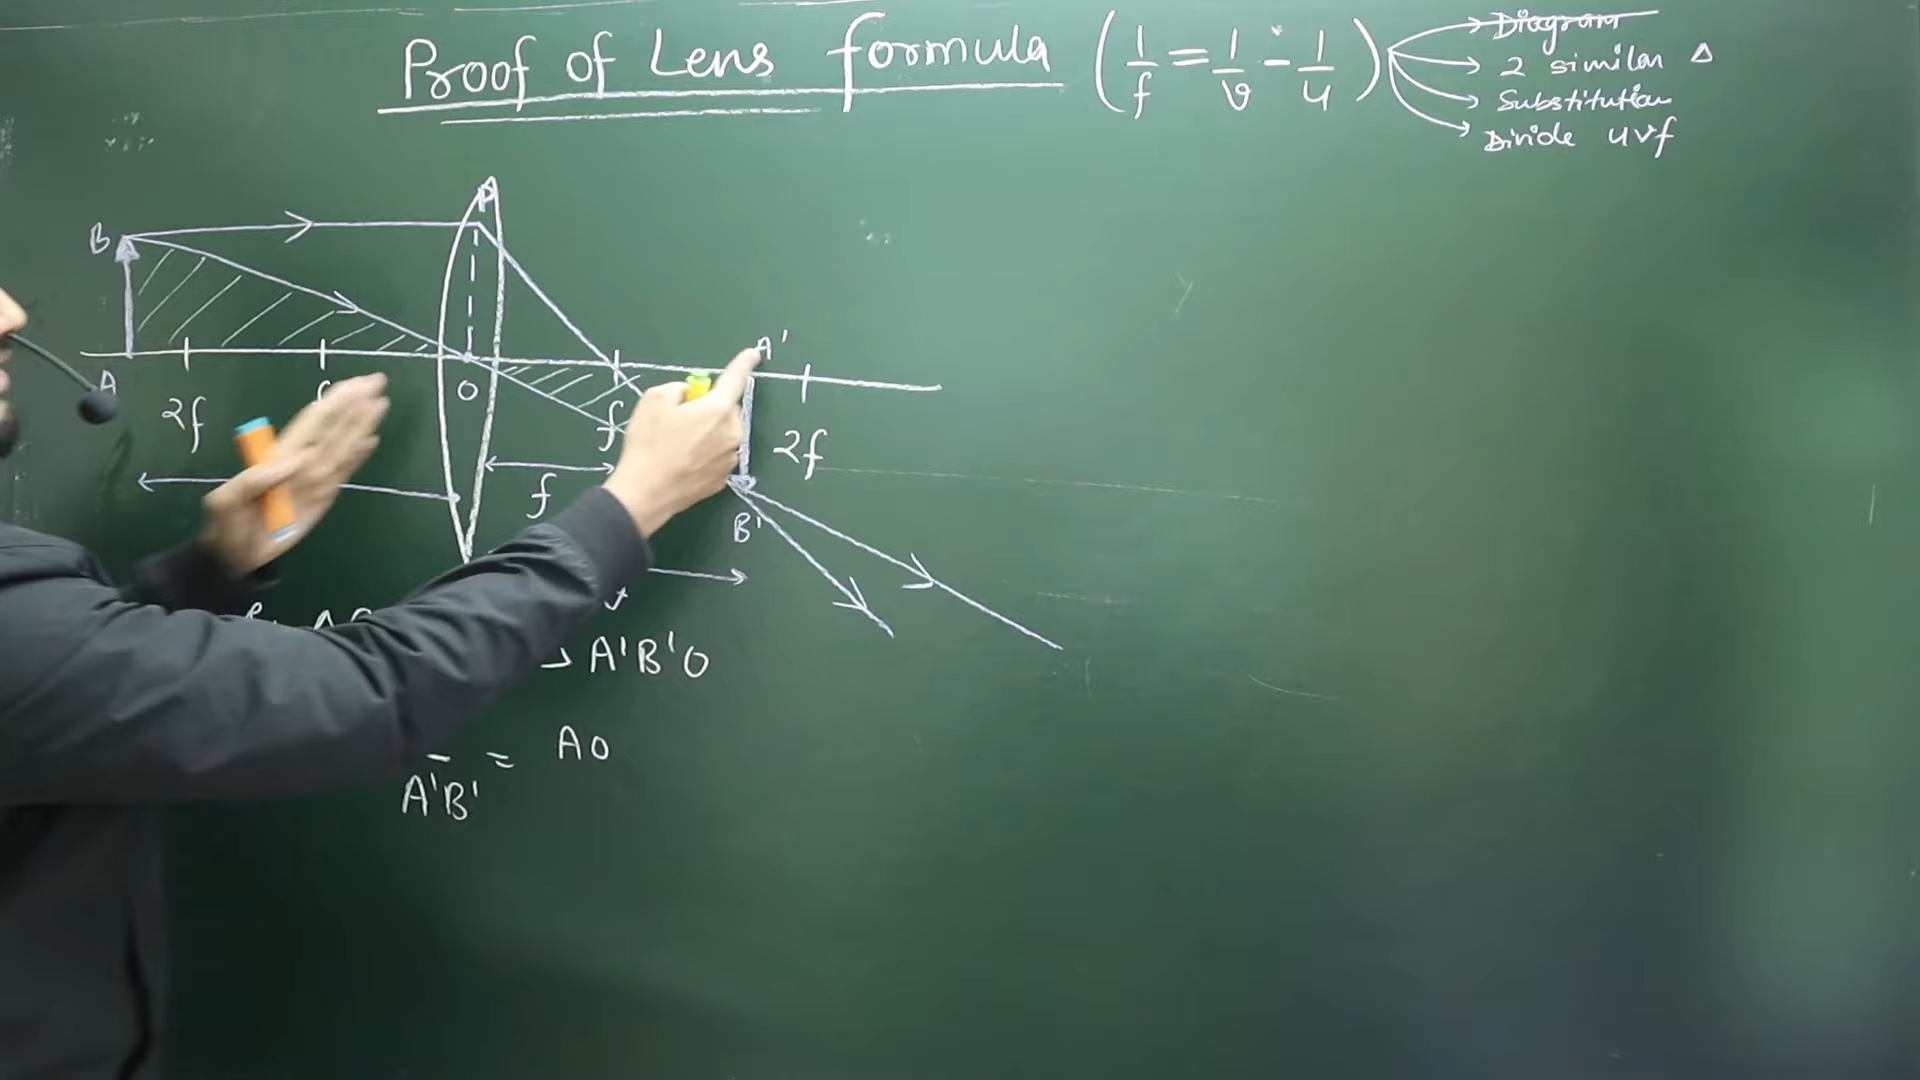 Proof of Lens formula (1/f = 1/v - 1/u)
Diagram
2 similar Δ
Substitution
Divide uvf
P
B
A'
A
2f
O
f
2f
f
B'
→ A'B'O
A'B' = AO